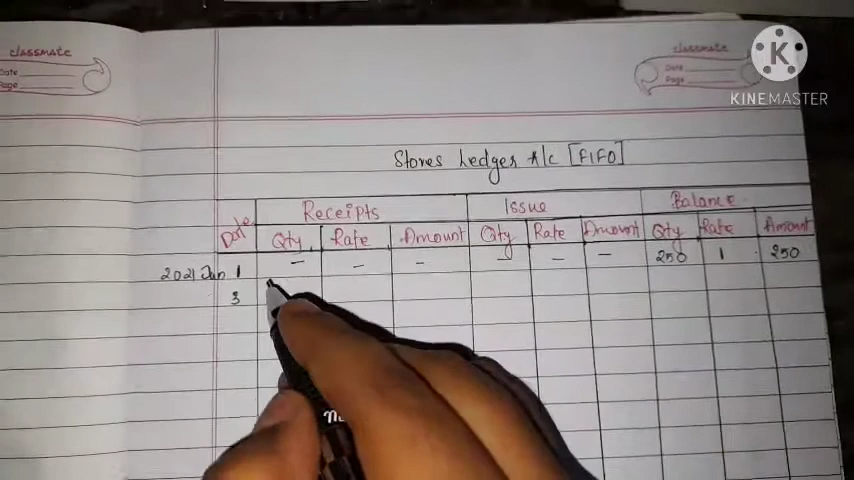 classmate
Date
Page
classmate
Date
Page
K
KINEMASTER
Stores Ledger A/c [FIFO]
Date Receipts Issue Balance
Qty Rate Amount Qty Rate Amount Qty Rate Amount
2021 Jan 1 — — — — — — 250 1 250
3